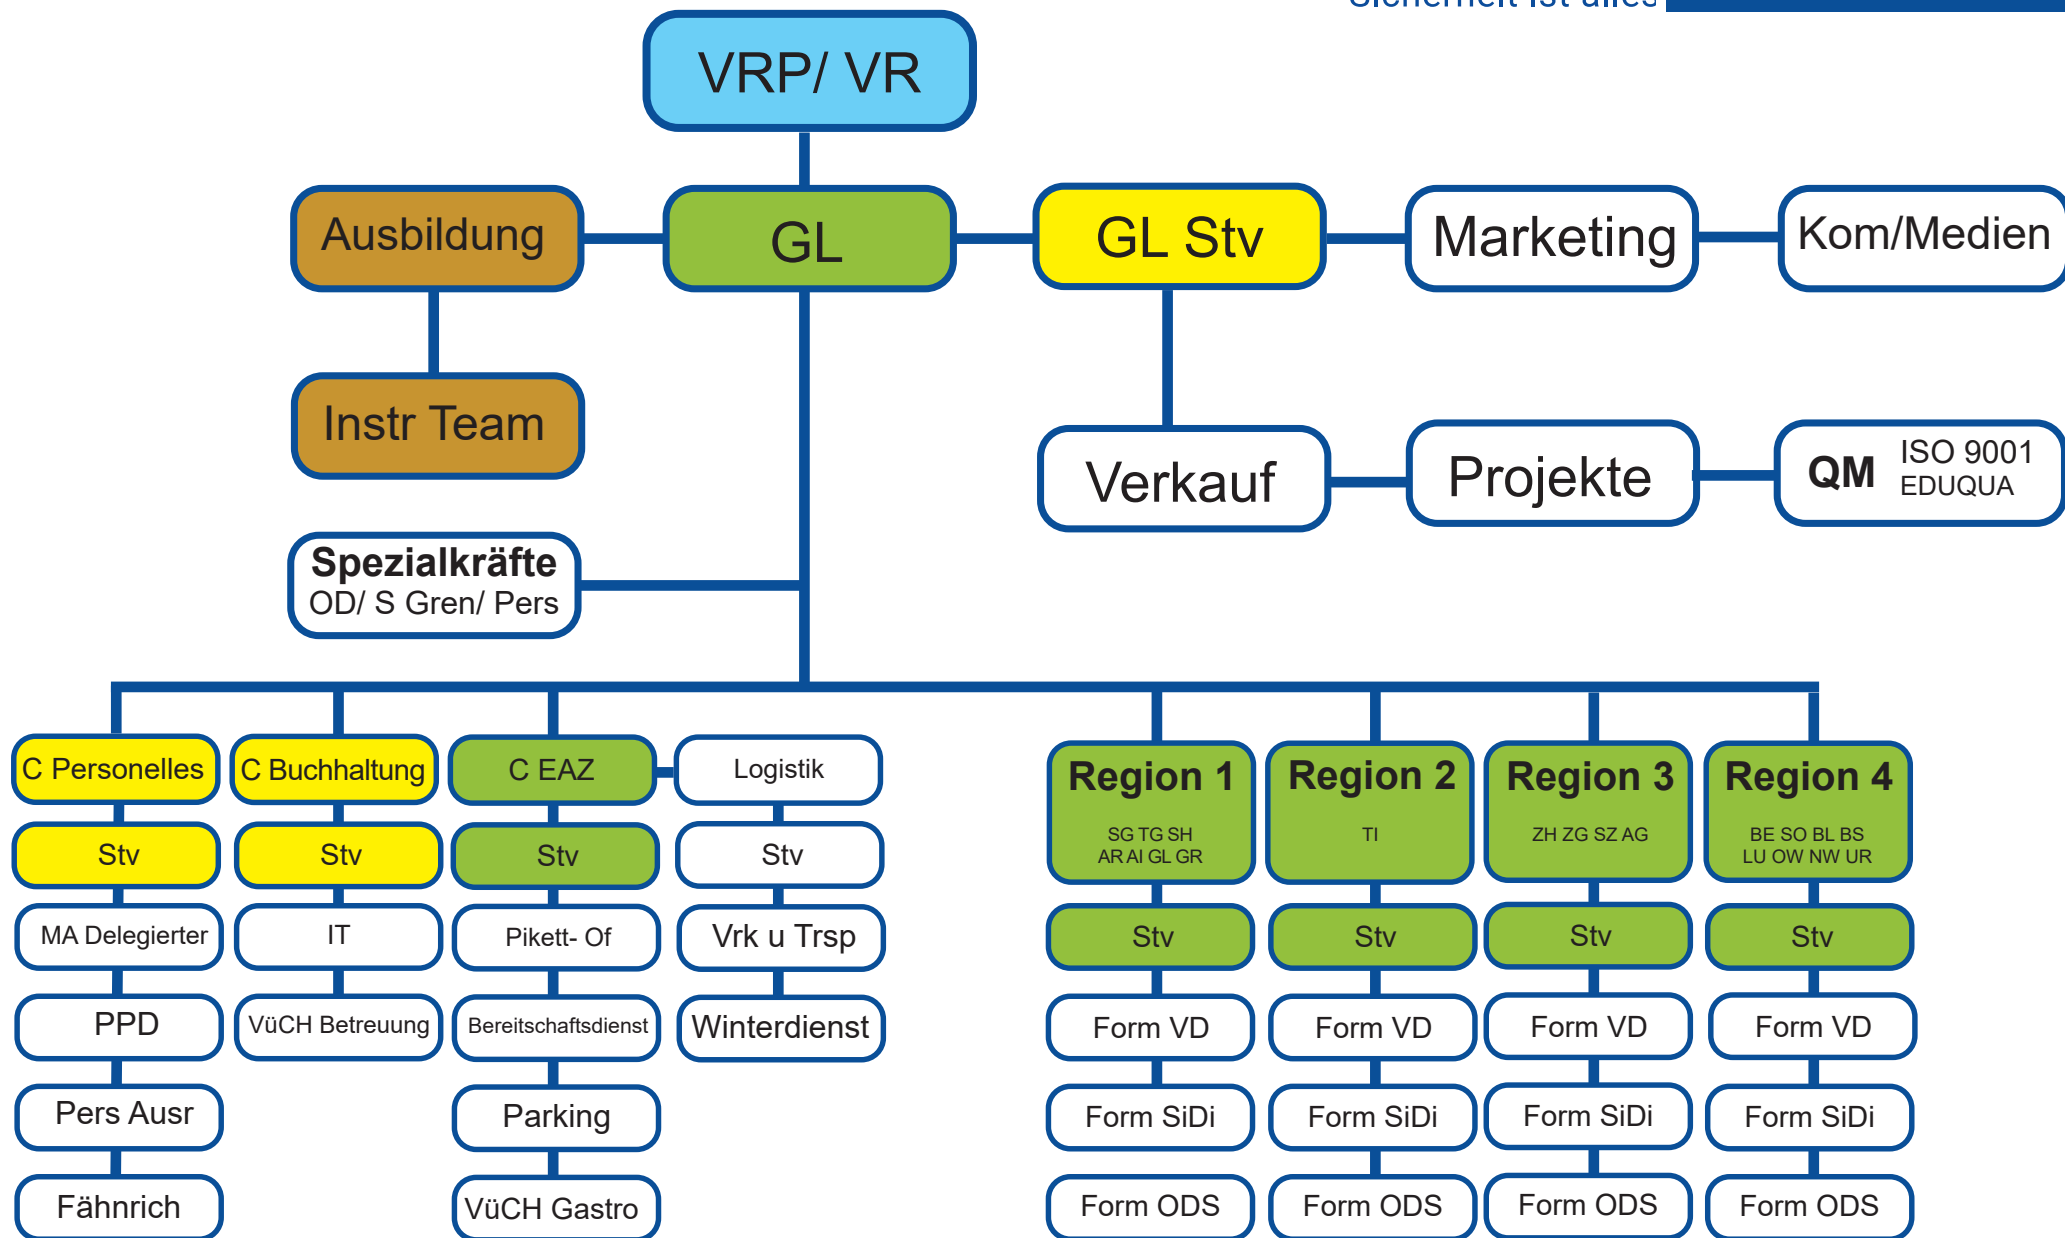 Sicherheit ist alles
VRP/ VR
Ausbildung
GL
GL Stv
Marketing
Kom/Medien
Instr Team
Verkauf
Projekte
QM
ISO 9001
EDUQUA
Spezialkräfte
OD/ S Gren/ Pers
C Personelles
C Buchhaltung
C EAZ
Logistik
Region 1
SG TG SH
AR AI GL GR
Region 2
TI
Region 3
ZH ZG SZ AG
Region 4
BE SO BL BS
LU OW NW UR
Stv
Stv
Stv
Stv
MA Delegierter
IT
Pikett- Of
Vrk u Trsp
Stv
Stv
Stv
Stv
PPD
VüCH Betreuung
Bereitschaftsdienst
Winterdienst
Form VD
Form VD
Form VD
Form VD
Pers Ausr
Parking
Form SiDi
Form SiDi
Form SiDi
Form SiDi
Fähnrich
VüCH Gastro
Form ODS
Form ODS
Form ODS
Form ODS